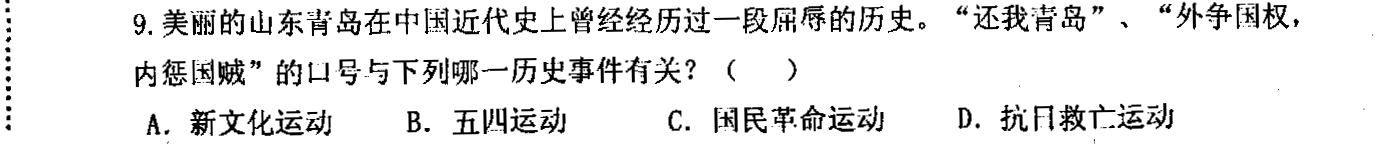 9.美丽的山东青岛在中国近代史上曾经经历过一段屈辱的历史。“还我青岛”、“外争国权，
内惩国贼”的口号与下列哪一历史事件有关？（　　）
A．新文化运动　　B．五四运动　　C．国民革命运动　　D．抗日救亡运动